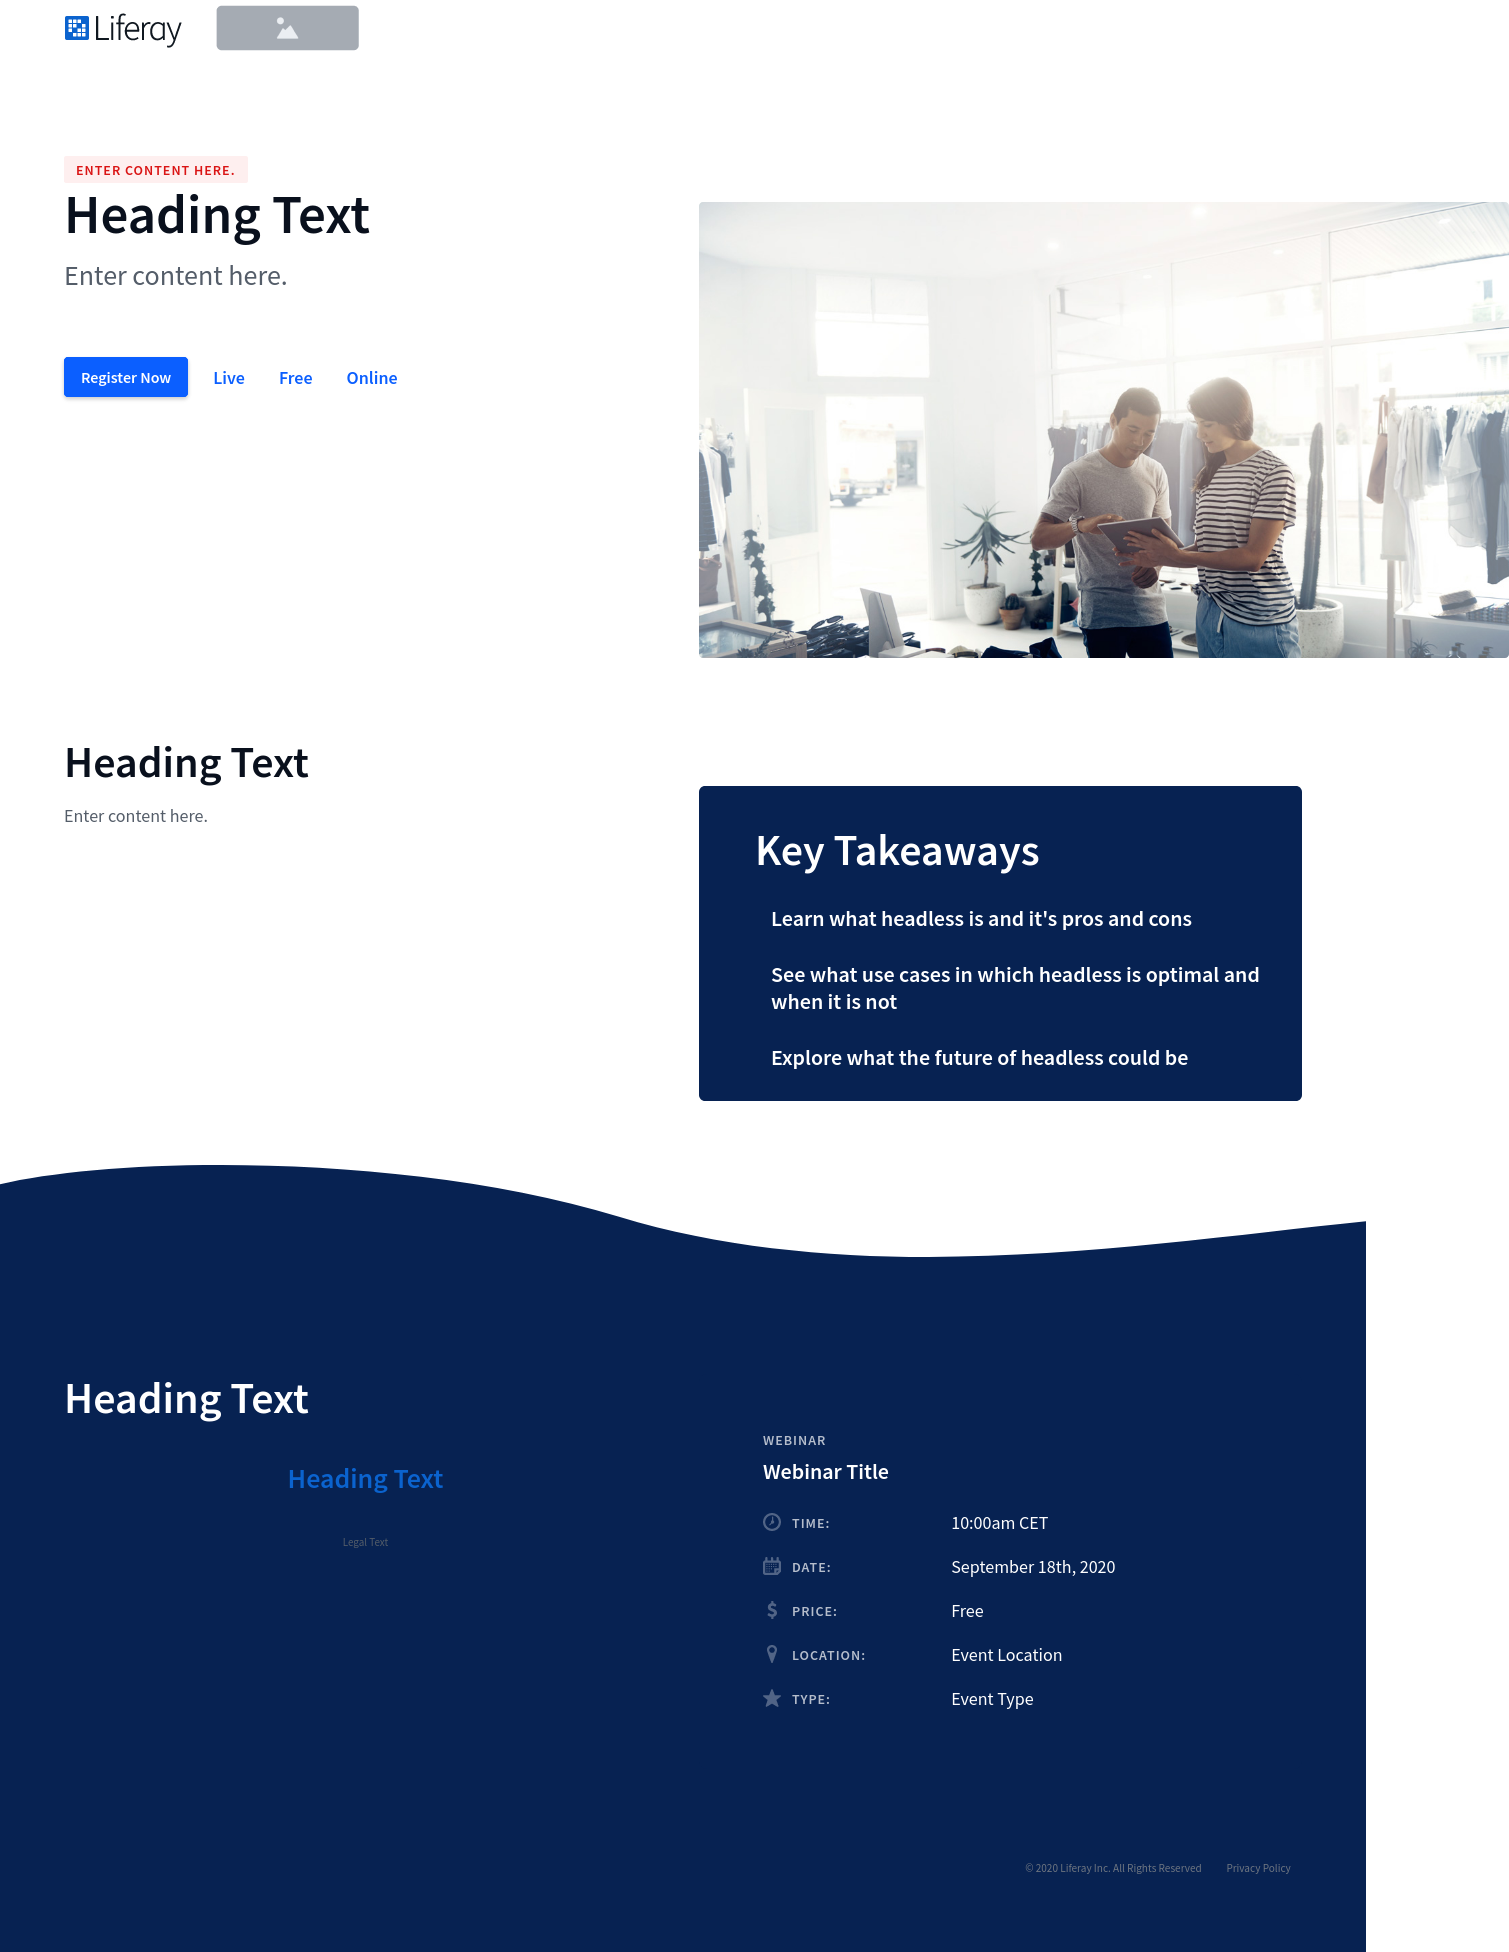 Liferay
ENTER CONTENT HERE.
Heading Text
Enter content here.
Register Now
Live
Free
Online
Heading Text
Enter content here.
Key Takeaways
Learn what headless is and it's pros and cons
See what use cases in which headless is optimal and
when it is not
Explore what the future of headless could be
Heading Text
Heading Text
Legal Text
WEBINAR
Webinar Title
TIME: 10:00am CET
DATE: September 18th, 2020
PRICE: Free
LOCATION: Event Location
TYPE: Event Type
© 2020 Liferay Inc. All Rights Reserved Privacy Policy